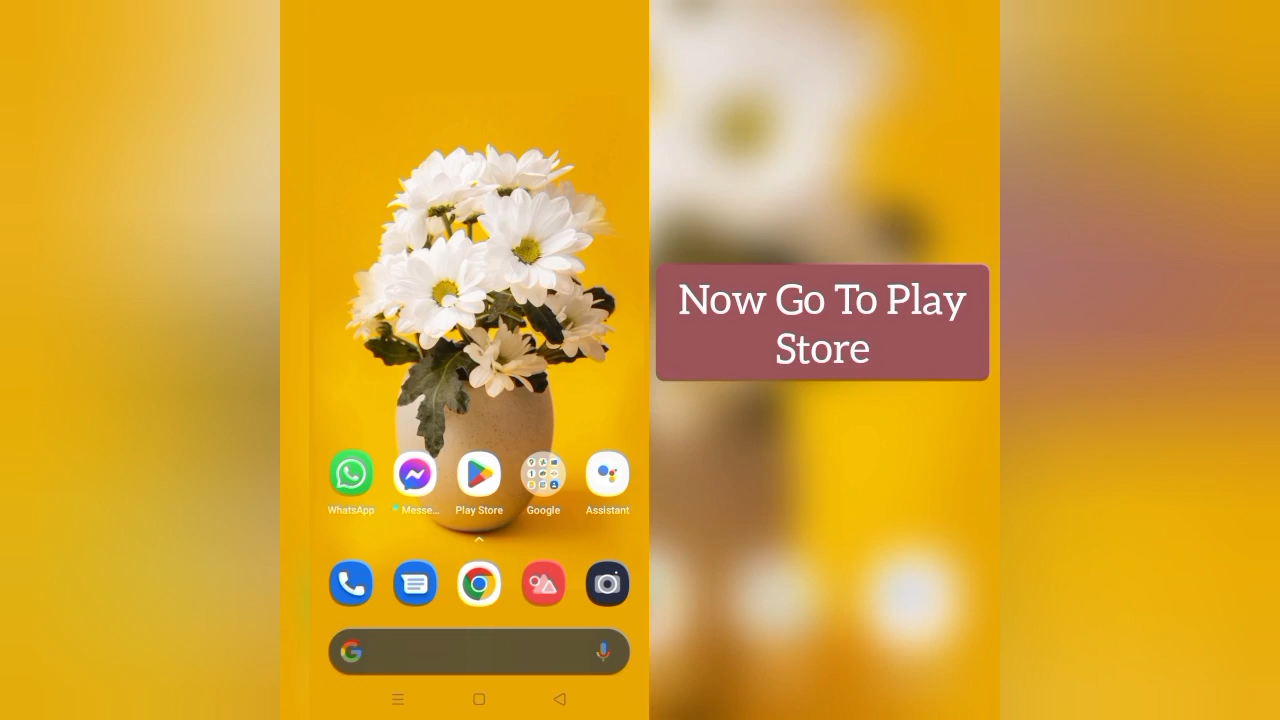 Now Go To Play
Store
WhatsApp
Messe...
Play Store
Google
Assistant